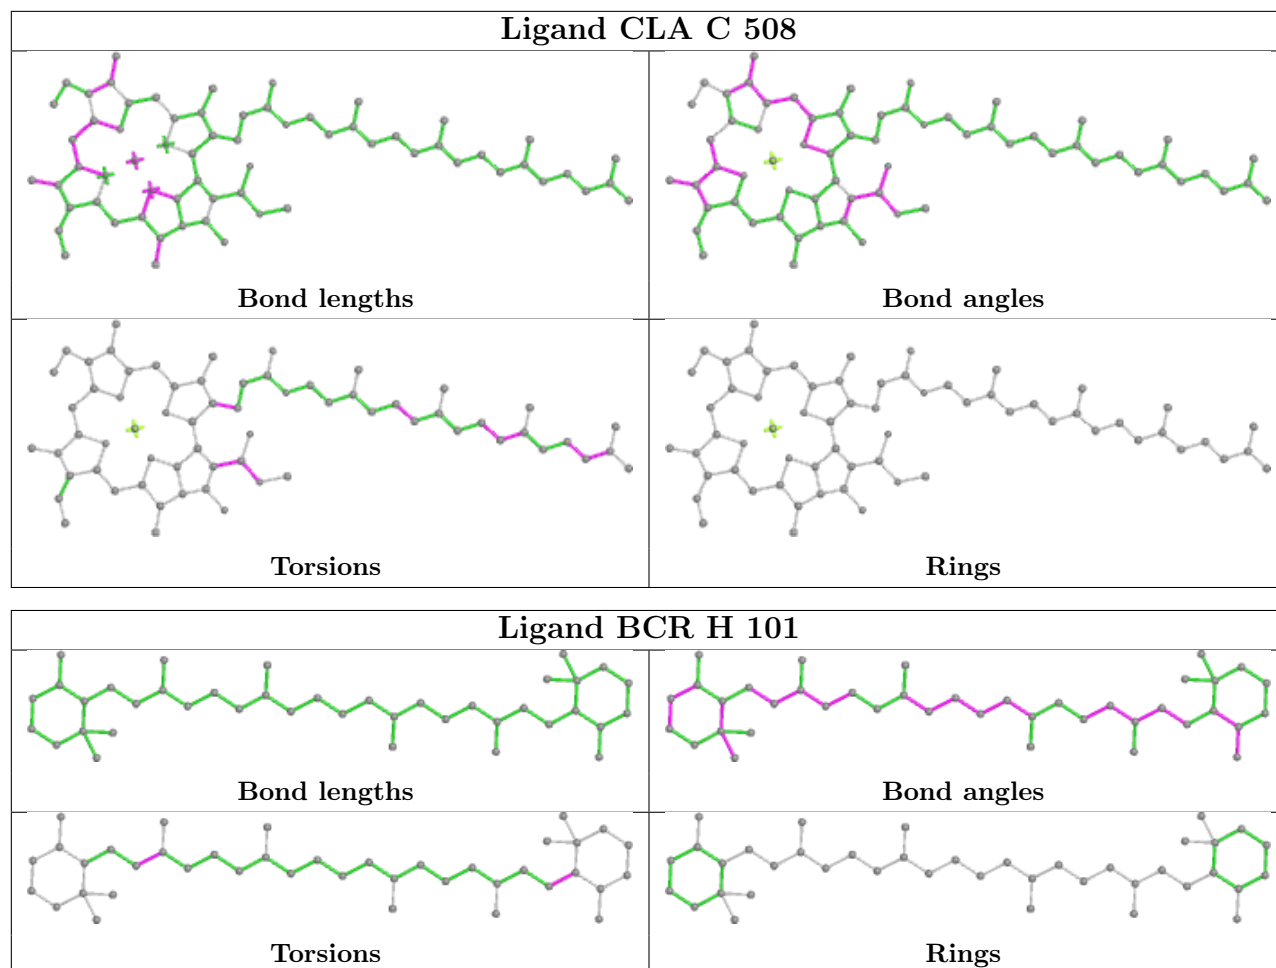 Ligand CLA C 508
Bond lengths
Bond angles
Torsions
Rings
Ligand BCR H 101
Bond lengths
Bond angles
Torsions
Rings